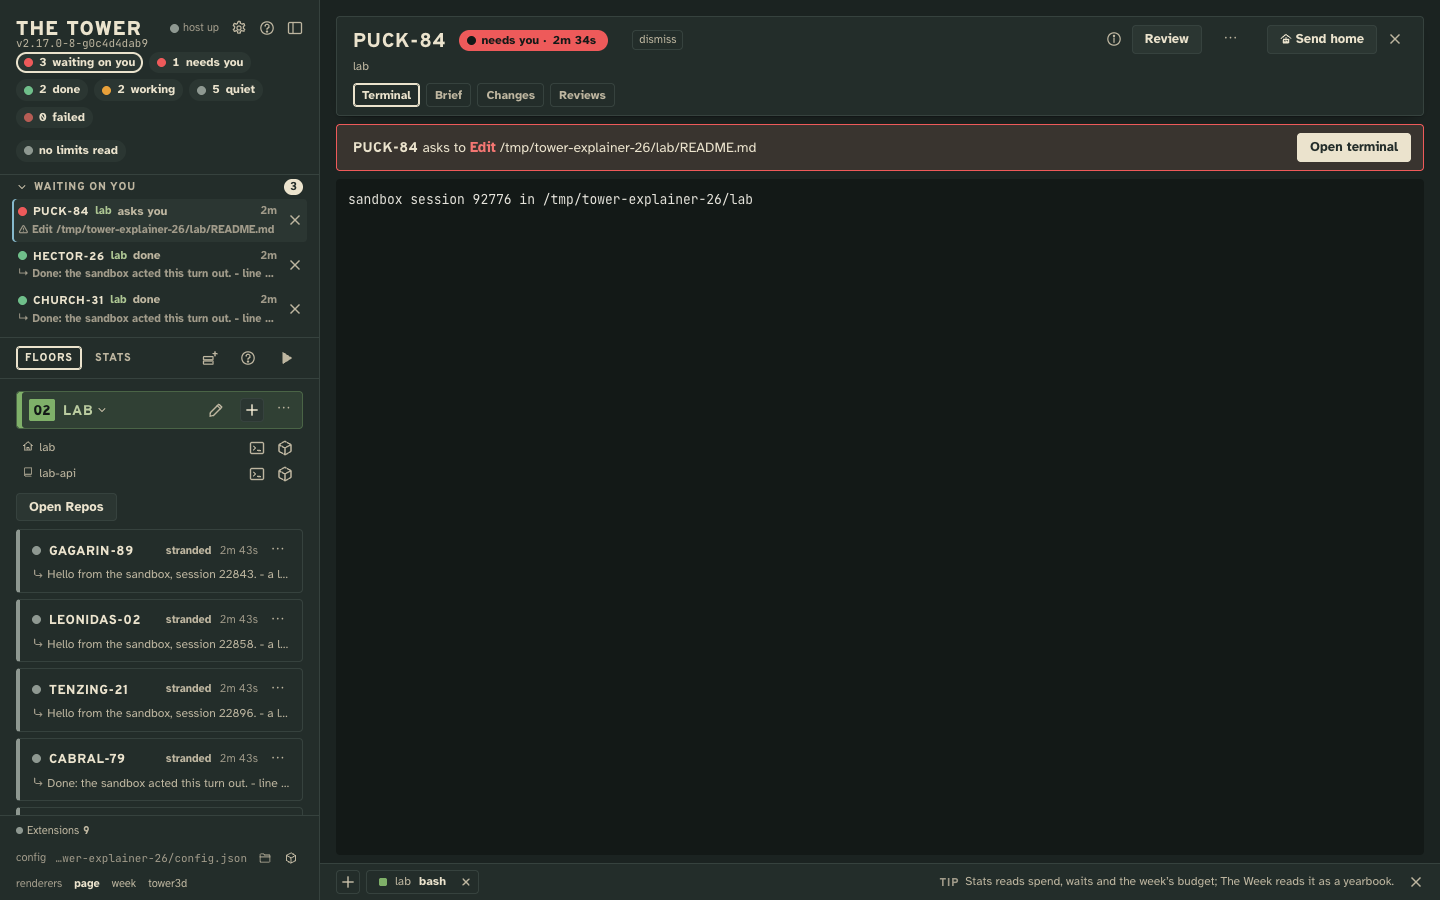 THE TOWER
host up
v2.17.0-8-g0c4d4dab9
3 waiting on you
1 needs you
2 done
2 working
5 quiet
0 failed
no limits read
WAITING ON YOU
3
PUCK-84 lab asks you 2m
Edit /tmp/tower-explainer-26/lab/README.md
HECTOR-26 lab done 2m
Done: the sandbox acted this turn out. - line ...
CHURCH-31 lab done 2m
Done: the sandbox acted this turn out. - line ...
FLOORS STATS
02 LAB
lab
lab-api
Open Repos
GAGARIN-89 stranded 2m 43s
Hello from the sandbox, session 22843. - a l...
LEONIDAS-02 stranded 2m 43s
Hello from the sandbox, session 22858. - a l...
TENZING-21 stranded 2m 43s
Hello from the sandbox, session 22896. - a l...
CABRAL-79 stranded 2m 43s
Done: the sandbox acted this turn out. - line ...
Extensions 9
config …wer-explainer-26/config.json
renderers page week tower3d
PUCK-84
needs you · 2m 34s
dismiss
Review
Send home
lab
Terminal Brief Changes Reviews
PUCK-84 asks to Edit /tmp/tower-explainer-26/lab/README.md
Open terminal
sandbox session 92776 in /tmp/tower-explainer-26/lab
lab bash
TIP Stats reads spend, waits and the week's budget; The Week reads it as a yearbook.